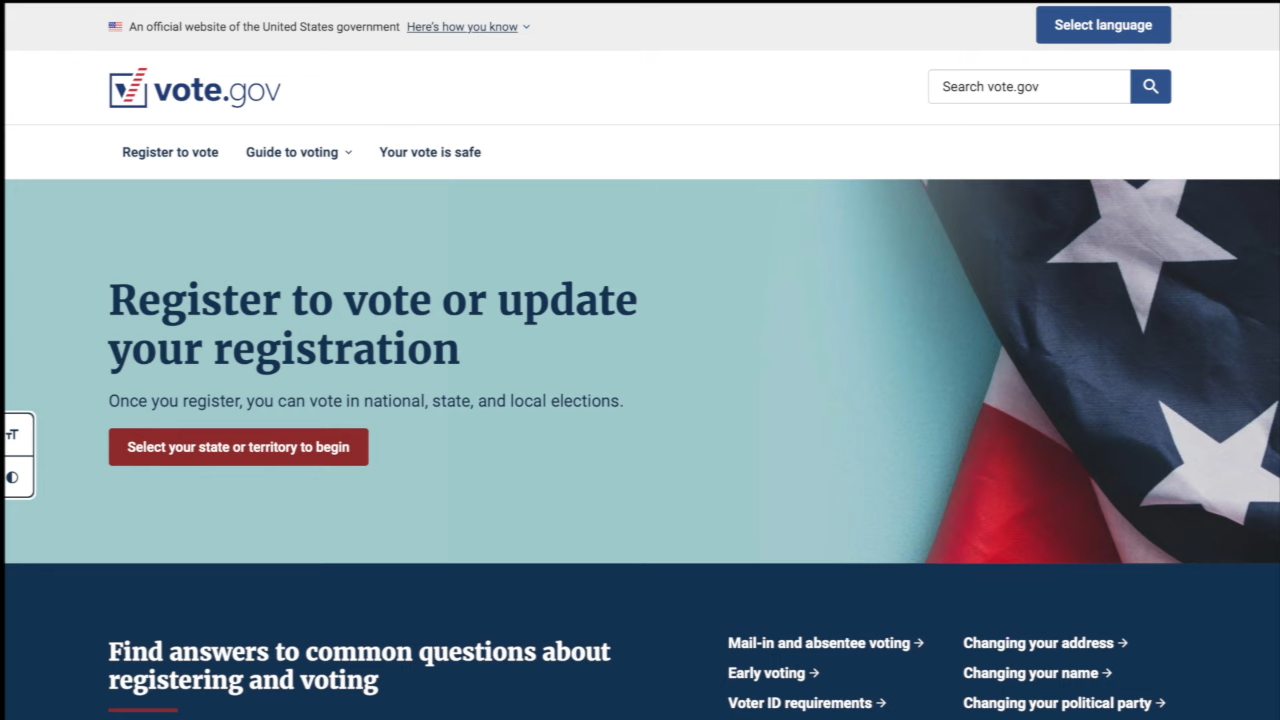 An official website of the United States government Here's how you know
Select language
vote.gov
Search vote.gov
Register to vote Guide to voting Your vote is safe
Register to vote or update
your registration
Once you register, you can vote in national, state, and local elections.
Select your state or territory to begin
TT
Find answers to common questions about
registering and voting
Mail-in and absentee voting →
Early voting →
Voter ID requirements →
Changing your address →
Changing your name →
Changing your political party →